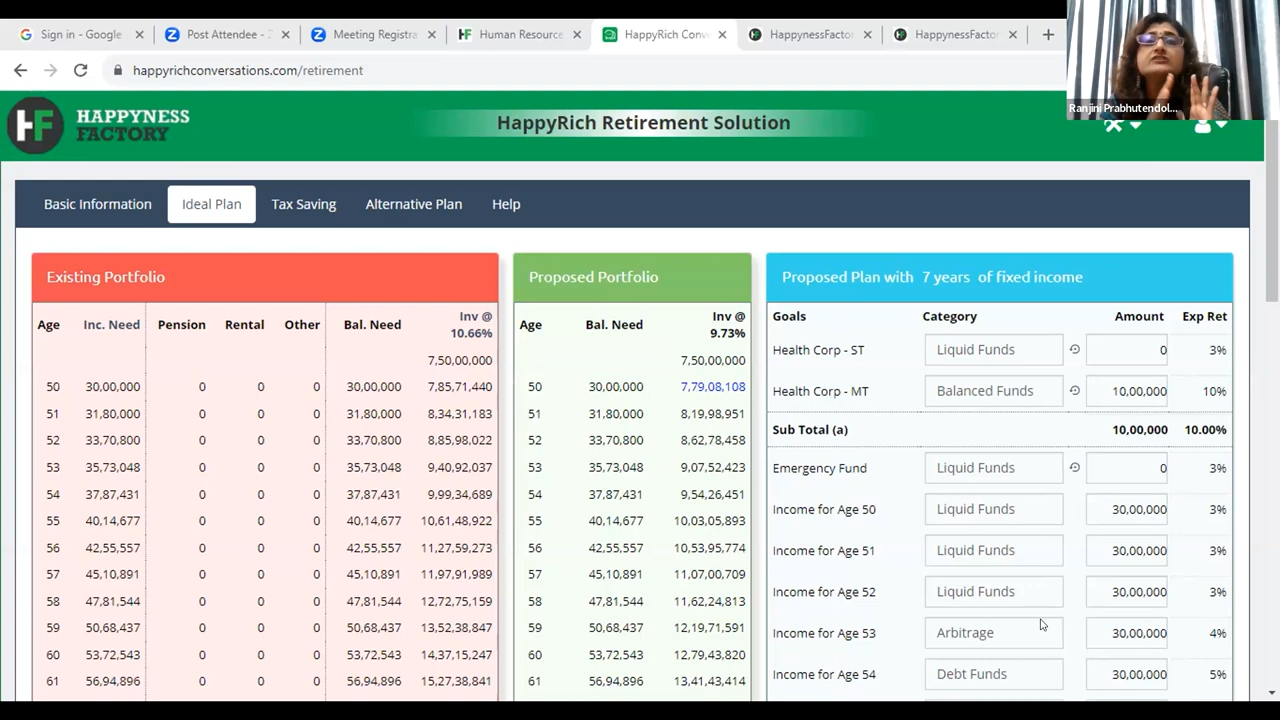 Sign in - Google
Post Attendee - Z
Meeting Registra
Human Resource
HappyRich Conv
HappynessFacto
HappynessFacto
happyrichconversations.com/retirement
Ranjini Prabhutendol...
HF HAPPYNESS FACTORY
HappyRich Retirement Solution
Basic Information Ideal Plan Tax Saving Alternative Plan Help
Existing Portfolio
Age Inc. Need Pension Rental Other Bal. Need Inv @ 10.66%
7,50,00,000
50 30,00,000 0 0 0 30,00,000 7,85,71,440
51 31,80,000 0 0 0 31,80,000 8,34,31,183
52 33,70,800 0 0 0 33,70,800 8,85,98,022
53 35,73,048 0 0 0 35,73,048 9,40,92,037
54 37,87,431 0 0 0 37,87,431 9,99,34,689
55 40,14,677 0 0 0 40,14,677 10,61,48,922
56 42,55,557 0 0 0 42,55,557 11,27,59,273
57 45,10,891 0 0 0 45,10,891 11,97,91,989
58 47,81,544 0 0 0 47,81,544 12,72,75,159
59 50,68,437 0 0 0 50,68,437 13,52,38,847
60 53,72,543 0 0 0 53,72,543 14,37,15,247
61 56,94,896 0 0 0 56,94,896 15,27,38,841
Proposed Portfolio
Age Bal. Need Inv @ 9.73%
7,50,00,000
50 30,00,000 7,79,08,108
51 31,80,000 8,19,98,951
52 33,70,800 8,62,78,458
53 35,73,048 9,07,52,423
54 37,87,431 9,54,26,451
55 40,14,677 10,03,05,893
56 42,55,557 10,53,95,774
57 45,10,891 11,07,00,709
58 47,81,544 11,62,24,813
59 50,68,437 12,19,71,591
60 53,72,543 12,79,43,820
61 56,94,896 13,41,43,414
Proposed Plan with 7 years of fixed income
Goals Category Amount Exp Ret
Health Corp - ST Liquid Funds 0 3%
Health Corp - MT Balanced Funds 10,00,000 10%
Sub Total (a) 10,00,000 10.00%
Emergency Fund Liquid Funds 0 3%
Income for Age 50 Liquid Funds 30,00,000 3%
Income for Age 51 Liquid Funds 30,00,000 3%
Income for Age 52 Liquid Funds 30,00,000 3%
Income for Age 53 Arbitrage 30,00,000 4%
Income for Age 54 Debt Funds 30,00,000 5%